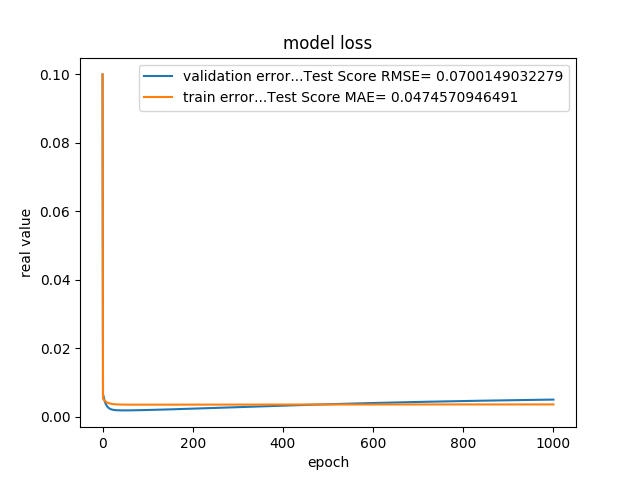 model loss
validation error...Test Score RMSE= 0.0700149032279
train error...Test Score MAE= 0.0474570946491
real value
0.10
0.08
0.06
0.04
0.02
0.00
0 200 400 600 800 1000
epoch